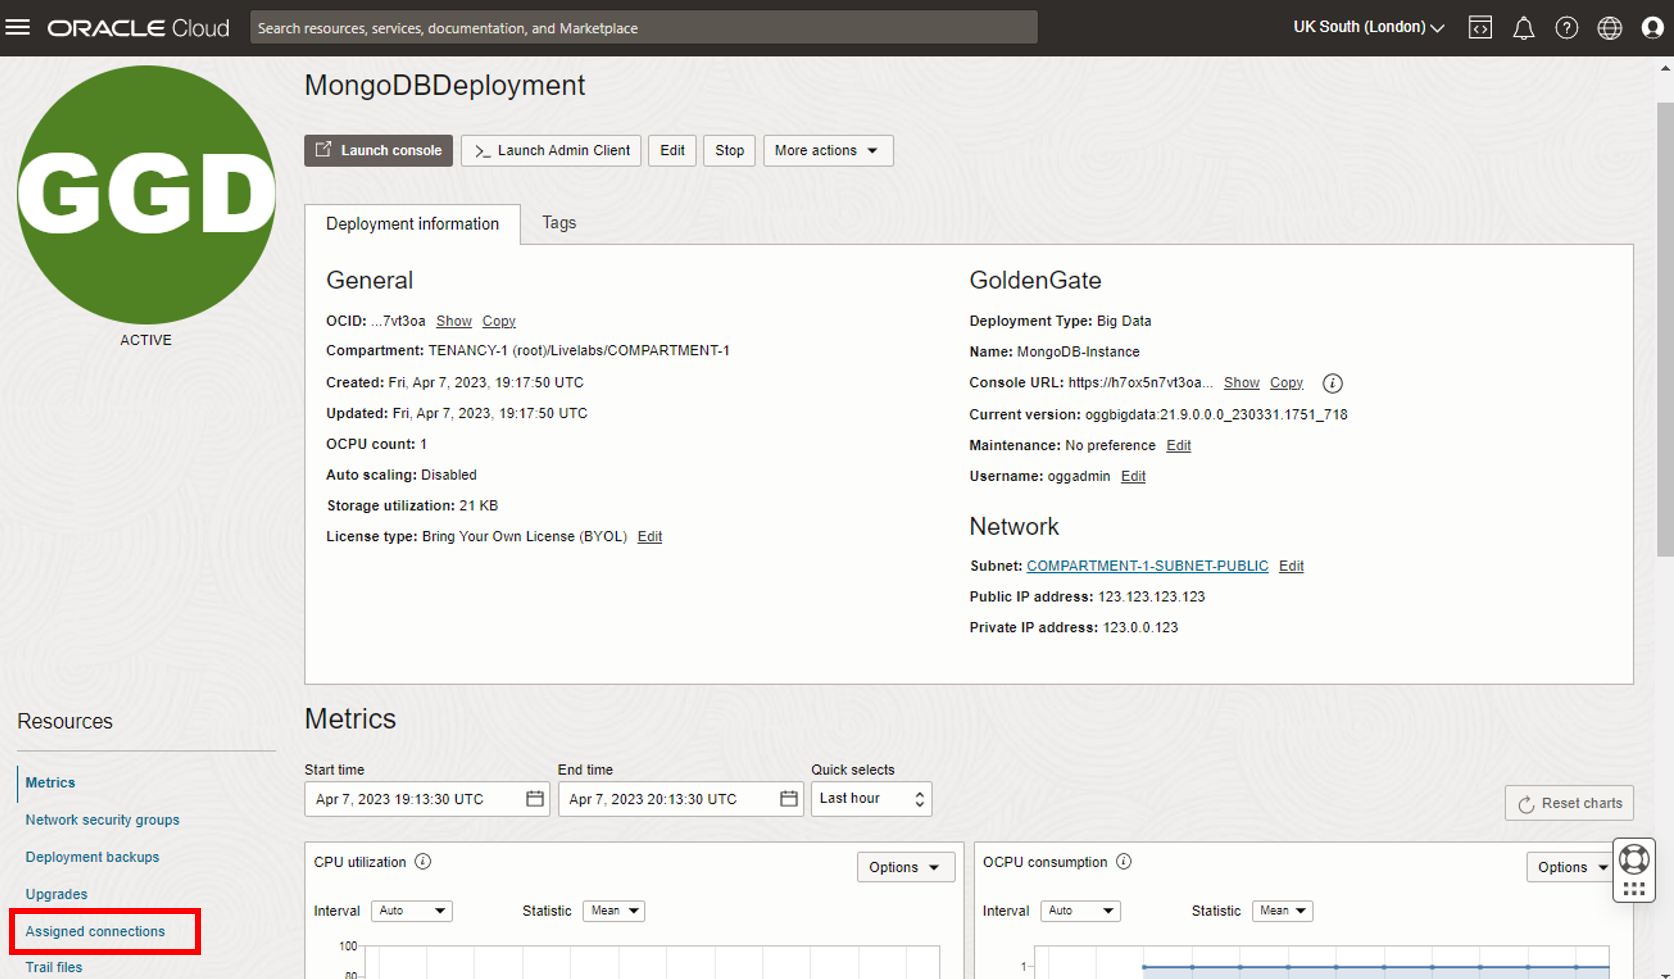 ORACLE Cloud
Search resources, services, documentation, and Marketplace
UK South (London)
GGD
ACTIVE
MongoDBDeployment
Launch console
Launch Admin Client
Edit
Stop
More actions
Deployment information
Tags
General
OCID: ...7vt3oa Show Copy
Compartment: TENANCY-1 (root)/Livelabs/COMPARTMENT-1
Created: Fri, Apr 7, 2023, 19:17:50 UTC
Updated: Fri, Apr 7, 2023, 19:17:50 UTC
OCPU count: 1
Auto scaling: Disabled
Storage utilization: 21 KB
License type: Bring Your Own License (BYOL) Edit
GoldenGate
Deployment Type: Big Data
Name: MongoDB-Instance
Console URL: https://h7ox5n7vt3oa... Show Copy
Current version: oggbigdata:21.9.0.0.0_230331.1751_718
Maintenance: No preference Edit
Username: oggadmin Edit
Network
Subnet: COMPARTMENT-1-SUBNET-PUBLIC Edit
Public IP address: 123.123.123.123
Private IP address: 123.0.0.123
Resources
Metrics
Network security groups
Deployment backups
Upgrades
Assigned connections
Trail files
Metrics
Start time
Apr 7, 2023 19:13:30 UTC
End time
Apr 7, 2023 20:13:30 UTC
Quick selects
Last hour
Reset charts
CPU utilization
Options
Interval Auto
Statistic Mean
100
80
OCPU consumption
Options
Interval Auto
Statistic Mean
1